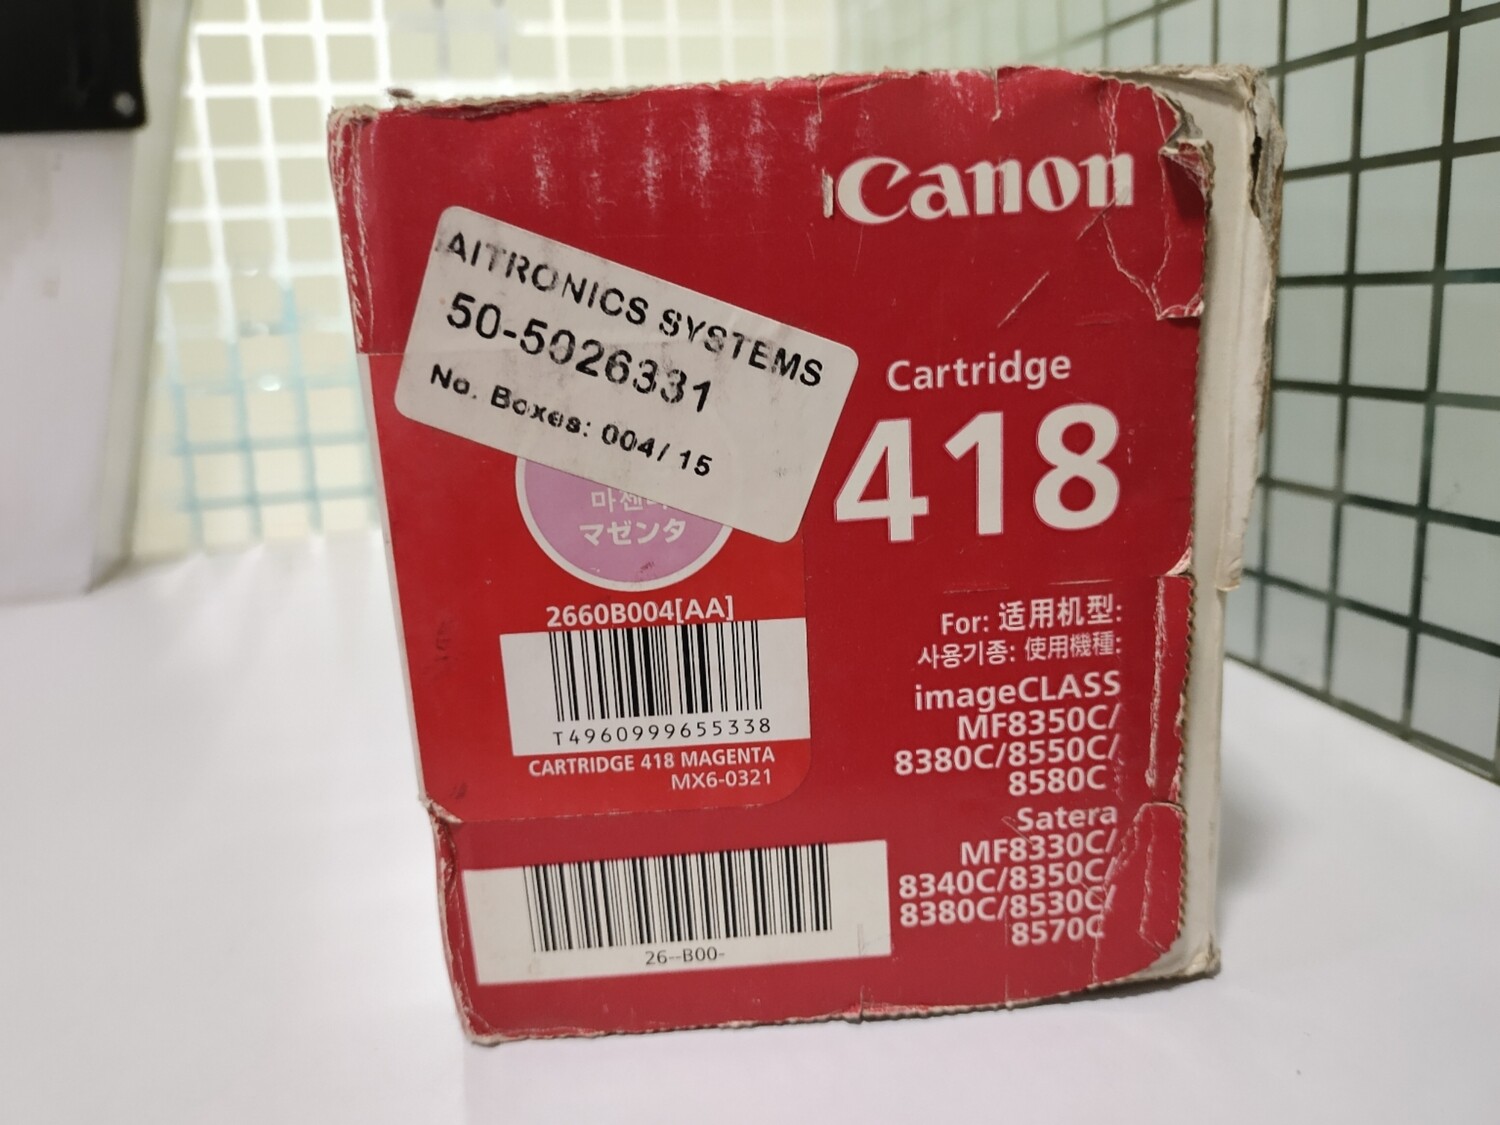 Canon
AITRONICS SYSTEMS
50-5026331
No. Boxes: 004/ 15
Cartridge
418
マゼンタ
2660B004[AA]
T4960999655338
CARTRIDGE 418 MAGENTA
MX6-0321
For: 适用机型:
사용기종: 使用機種:
imageCLASS
MF8350C/
8380C/8550C/
8580C
Satera
MF8330C/
8340C/8350C/
8380C/8530C/
8570C
26--B00-